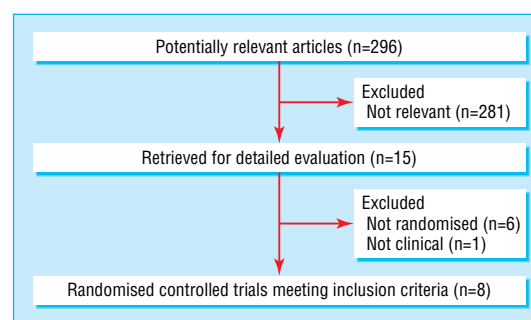 Potentially relevant articles (n=296)
Excluded
Not relevant (n=281)
Retrieved for detailed evaluation (n=15)
Excluded
Not randomised (n=6)
Not clinical (n=1)
Randomised controlled trials meeting inclusion criteria (n=8)